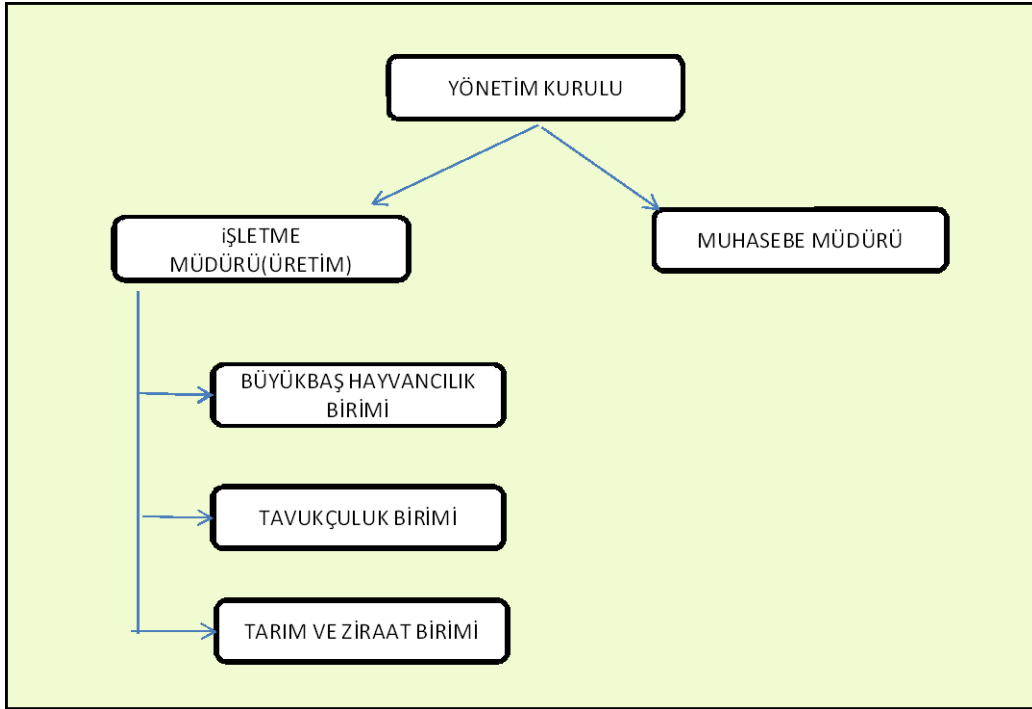 YÖNETİM KURULU
iŞLETME
MÜDÜRÜ(ÜRETİM)
MUHASEBE MÜDÜRÜ
BÜYÜKBAŞ HAYVANCILIK
BİRİMİ
TAVUKÇULUK BİRİMİ
TARIM VE ZİRAAT BİRİMİ